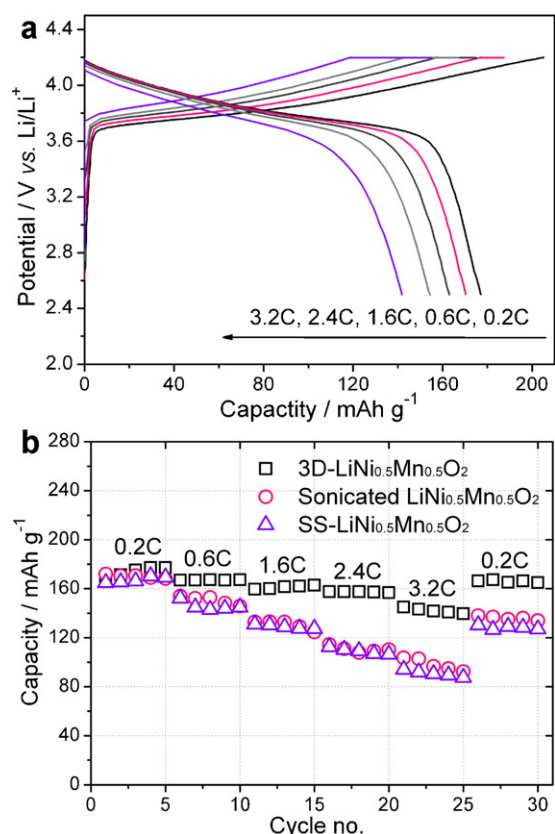 a
4.4
4.0
3.6
3.2
2.8
2.4
2.0
Potential / V vs. Li/Li⁺
3.2C, 2.4C, 1.6C, 0.6C, 0.2C
0 40 80 120 160 200
Capactity / mAh g⁻¹
b
280
240
200
160
120
80
40
0
Capacity / mAh g⁻¹
3D-LiNi₀.₅Mn₀.₅O₂
Sonicated LiNi₀.₅Mn₀.₅O₂
SS-LiNi₀.₅Mn₀.₅O₂
0.2C 0.6C 1.6C 2.4C 3.2C 0.2C
0 5 10 15 20 25 30
Cycle no.